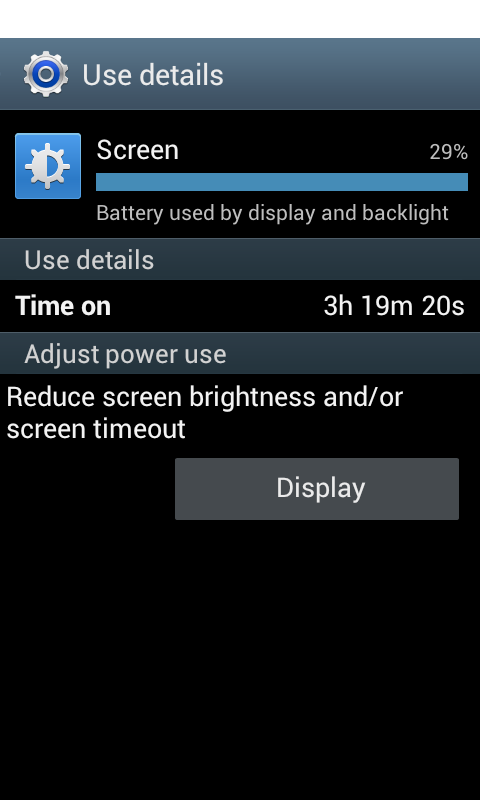 Use details
Screen 29%
Battery used by display and backlight
Use details
Time on 3h 19m 20s
Adjust power use
Reduce screen brightness and/or
screen timeout
Display